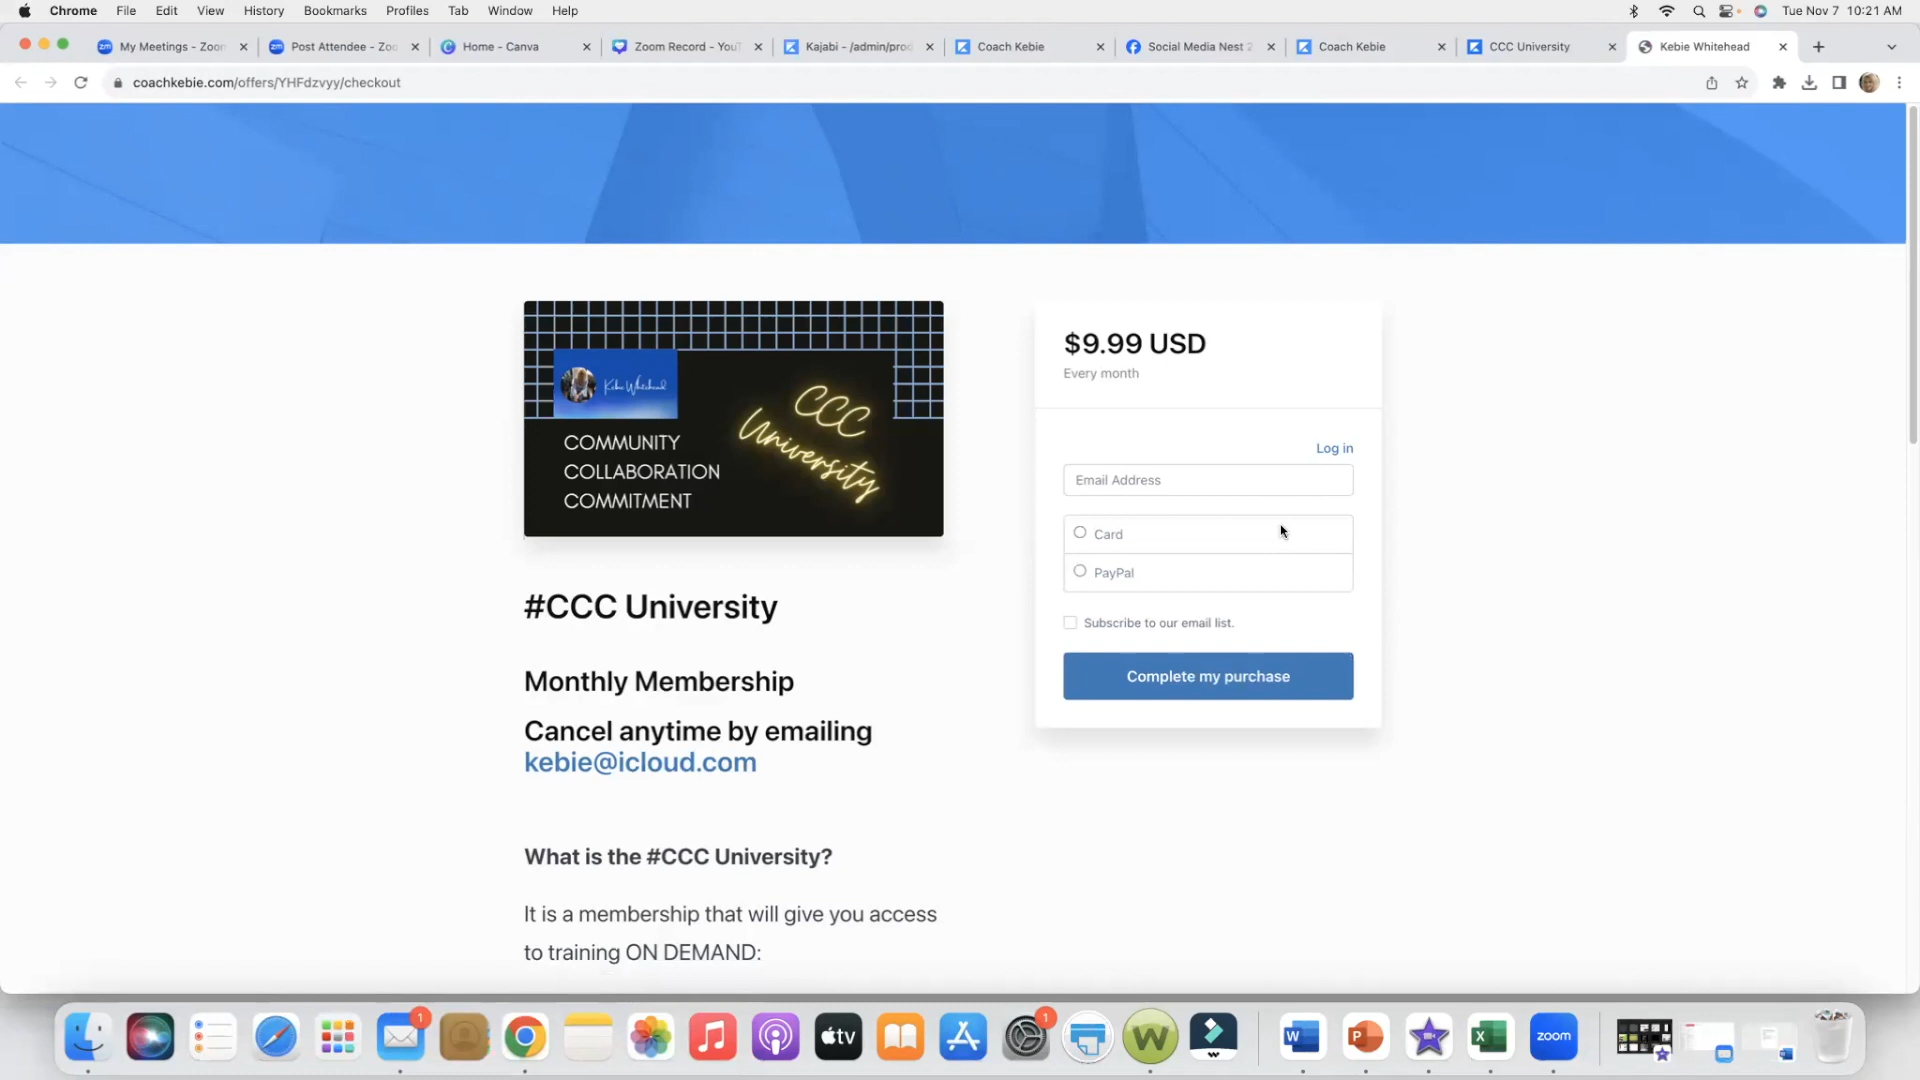 Chrome File Edit View History Bookmarks Profiles Tab Window Help Tue Nov 7 10:21 AM
My Meetings - Zoom Post Attendee - Zoo Home - Canva Zoom Record - YouT Kajabi - /admin/prod Coach Kebie Social Media Nest 2 Coach Kebie CCC University Kebie Whitehead
coachkebie.com/offers/YHFdzvyy/checkout
Kebie Whitehead
CCC
University
COMMUNITY
COLLABORATION
COMMITMENT
$9.99 USD
Every month
Log in
Email Address
Card
PayPal
Subscribe to our email list.
Complete my purchase
#CCC University
Monthly Membership
Cancel anytime by emailing
kebie@icloud.com
What is the #CCC University?
It is a membership that will give you access
to training ON DEMAND:
1
tv
1
W
W
P
X
zoom